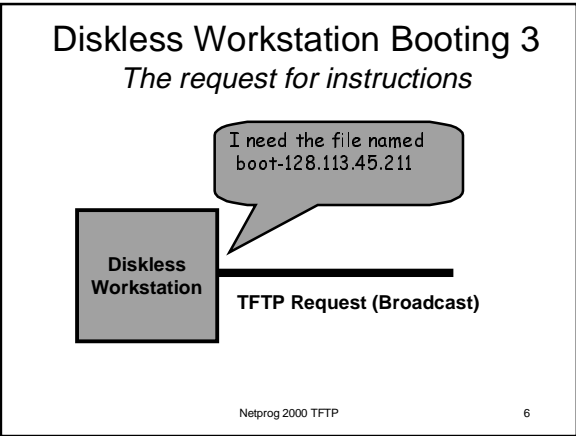 Diskless Workstation Booting 3
The request for instructions
I need the file named
boot-128.113.45.211
Diskless
Workstation
TFTP Request (Broadcast)
Netprog 2000 TFTP
6